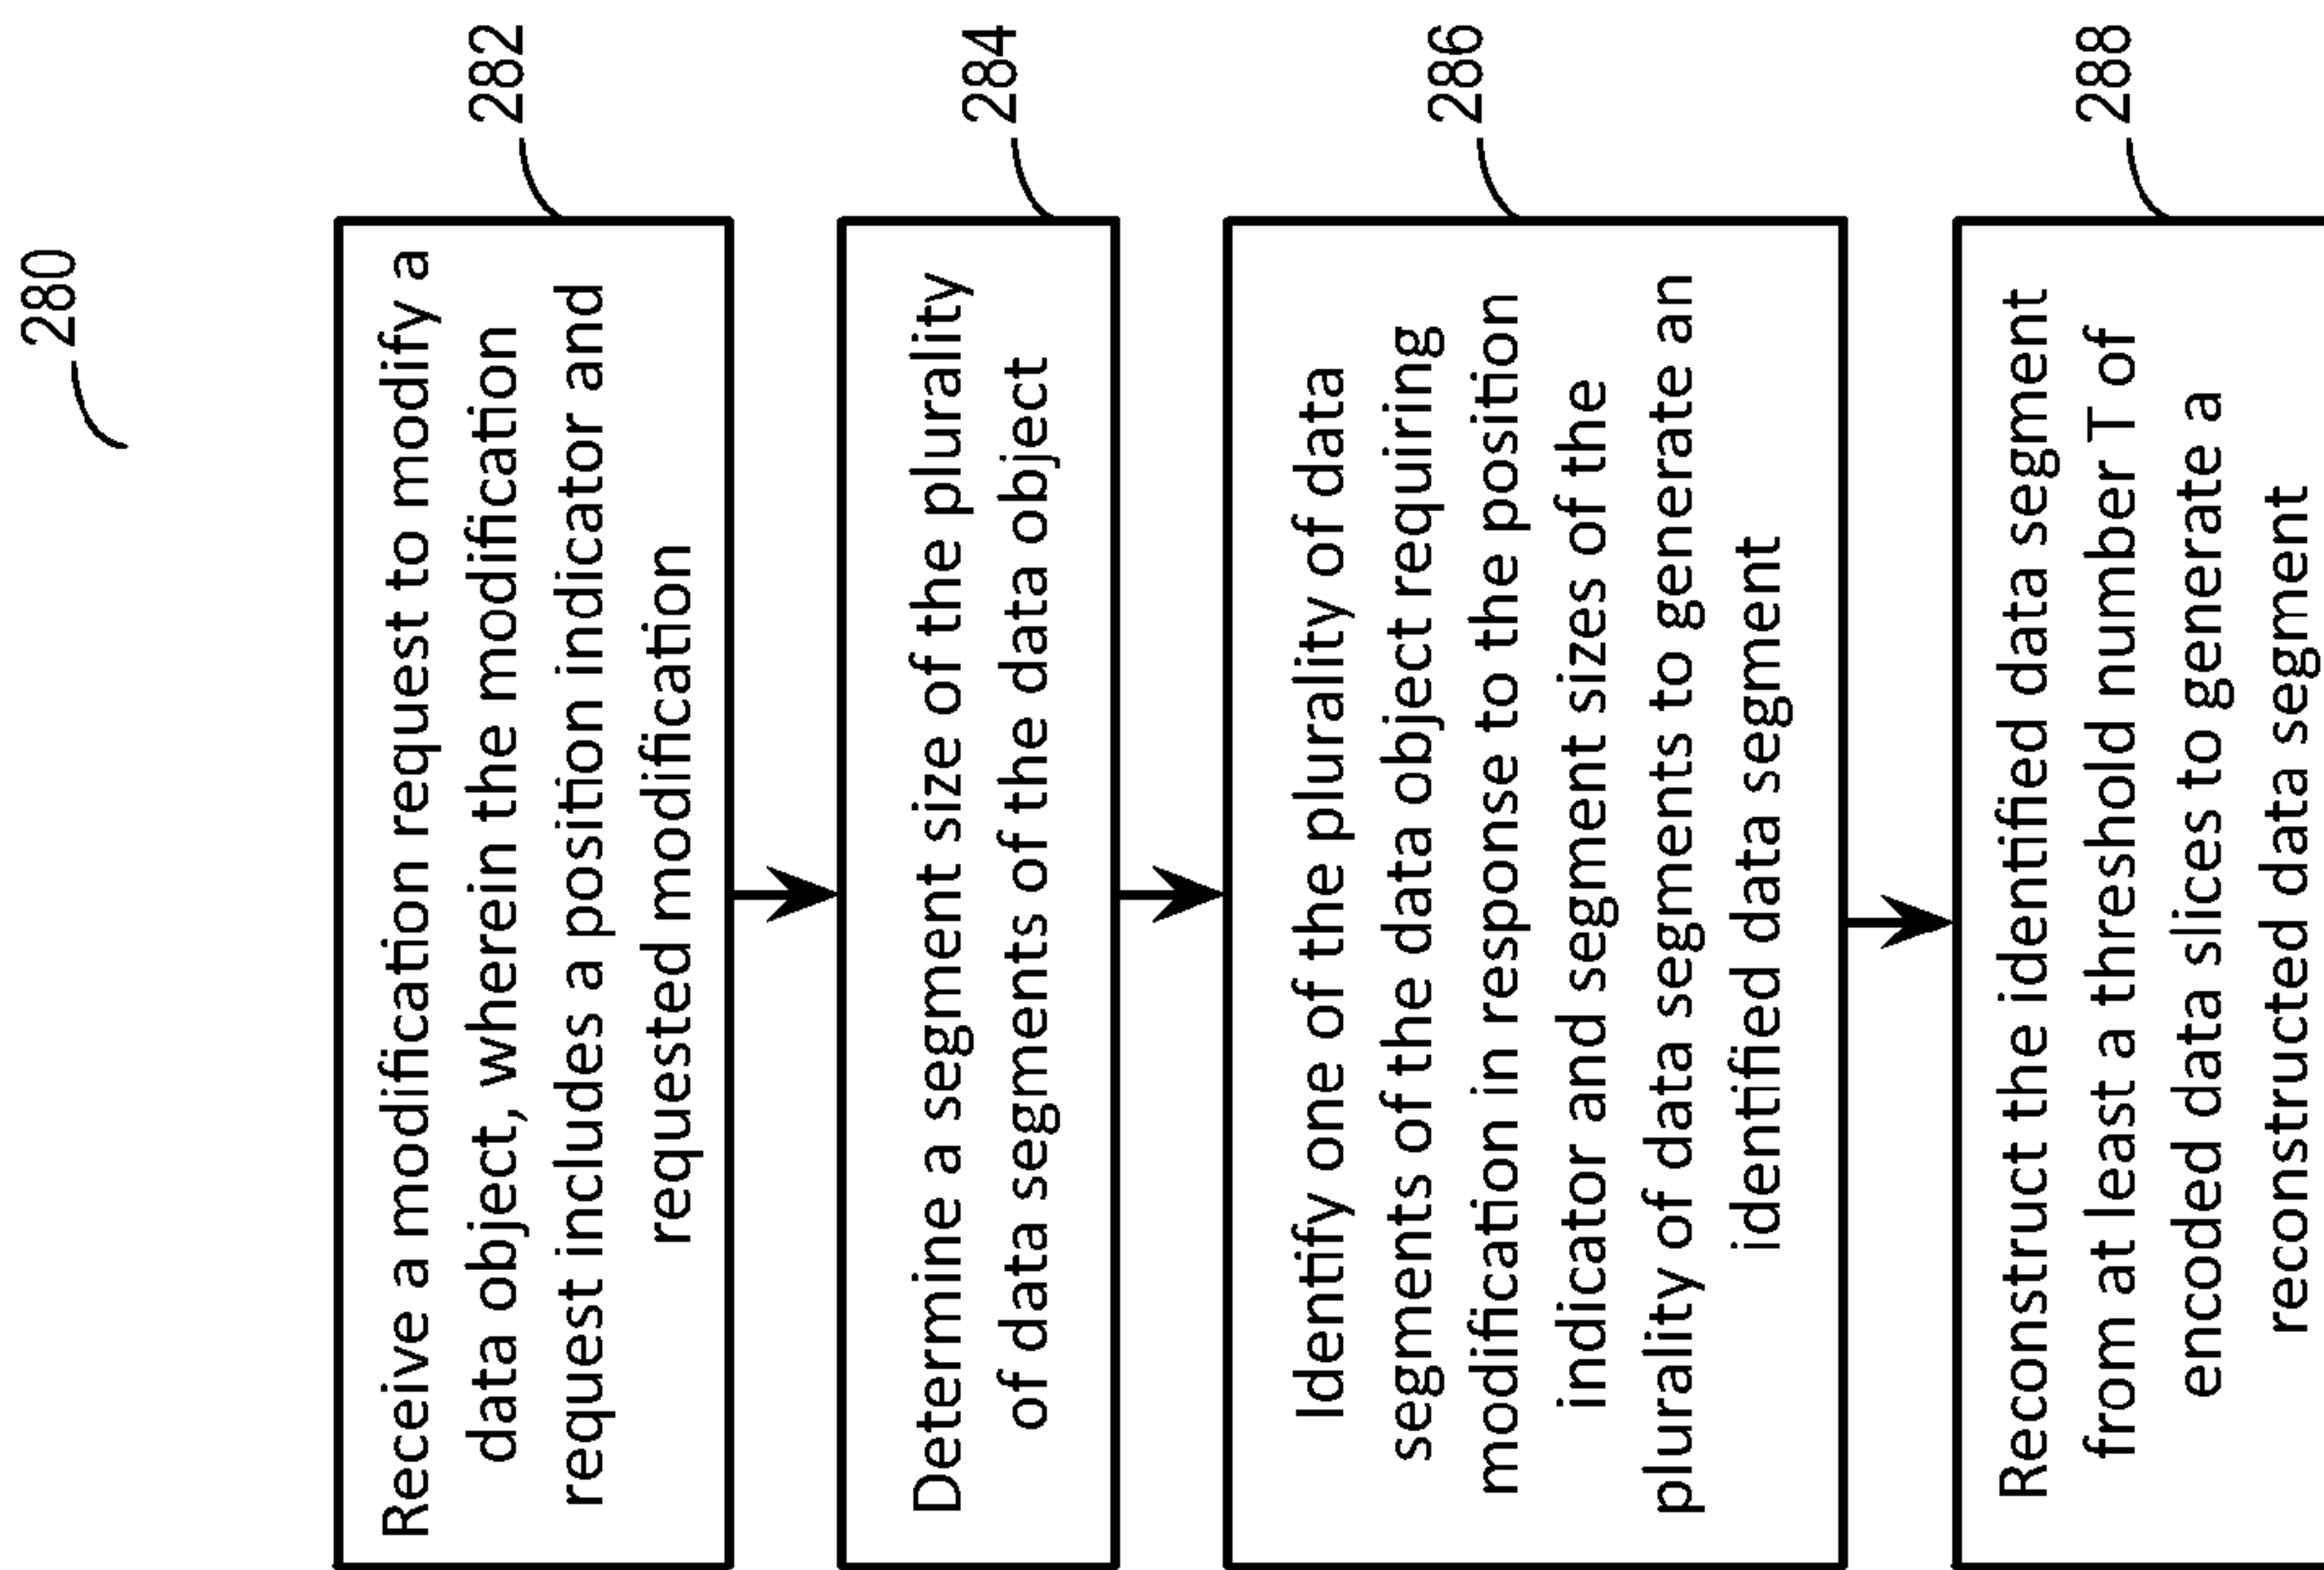 280
282
Receive a modification request to modify a
data object, wherein the modification
request includes a position indicator and
requested modification
284
Determine a segment size of the plurality
of data segments of the data object
286
Identify one of the plurality of data
segments of the data object requiring
modification in response to the position
indicator and segment sizes of the
plurality of data segments to generate an
identified data segment
288
Reconstruct the identified data segment
from at least a threshold number T of
encoded data slices to generate a
reconstructed data segment